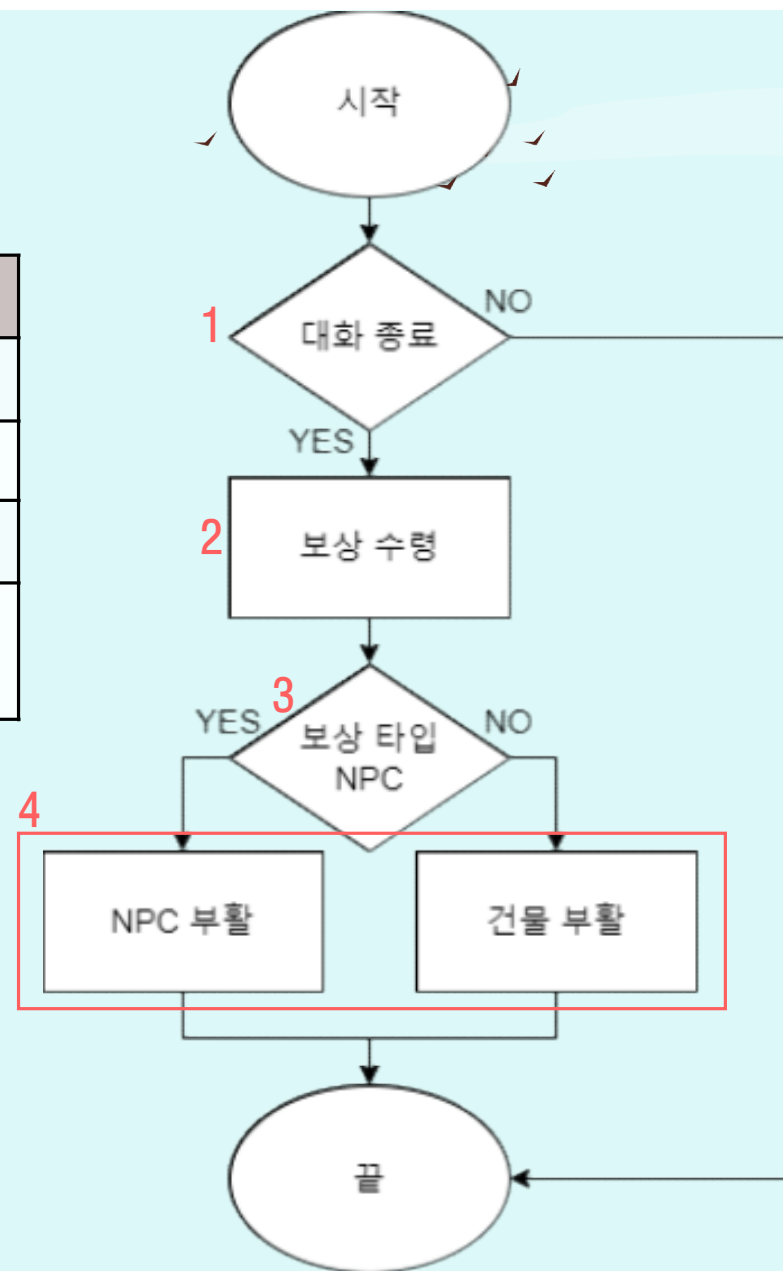 시작
1
대화 종료
NO
YES
2
보상 수령
3
YES
보상 타입
NPC
NO
4
NPC 부활
건물 부활
끝